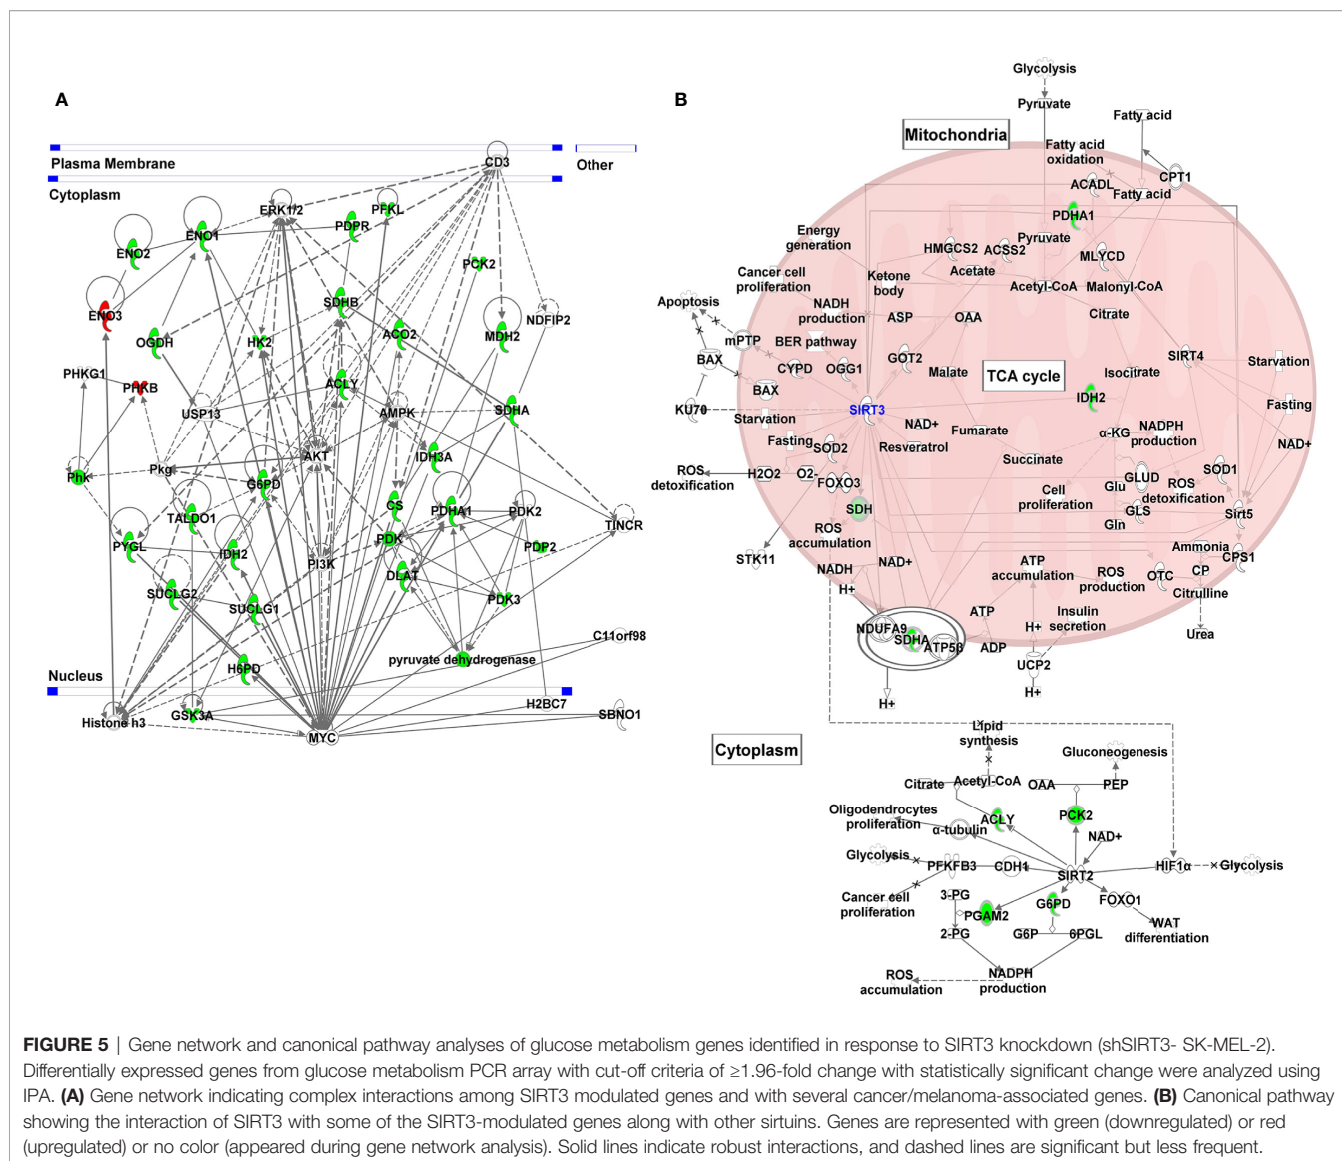 A
Plasma Membrane
Other
Cytoplasm
CD3
ERK1/2
PFKL
PDPR
ENO1
ENO2
PCK2
SDHB
ENO3
NDFIP2
OGDH
HK2
ACO2
MDH2
PHKG1
PHKB
ACLY
USP13
AMPK
SDHA
Pkg
AKT
IDH3A
Phk
G6PD
TALDO1
CS
PDHA1
PDK2
TINCR
PYGL
IDH2
PDK
PDP2
PI3K
DLAT
SUCLG2
SUCLG1
PDK3
C11orf98
H6PD
pyruvate dehydrogenase
Nucleus
Histone h3
GSK3A
H2BC7
SBNO1
MYC
B
Glycolysis
Pyruvate
Fatty acid
Mitochondria
Fatty acid
oxidation
CPT1
ACADL
Fatty acid
PDHA1
Energy
generation
Pyruvate
HMGCS2
ACSS2
MLYCD
Cancer cell
proliferation
Ketone
body
Acetate
Acetyl-CoA
Malonyl-CoA
Apoptosis
NADH
production
ASP
OAA
Citrate
mPTP
BER pathway
BAX
CYPD
OGG1
GOT2
SIRT4
Malate
TCA cycle
Isocitrate
Starvation
BAX
IDH2
KU70
SIRT3
Fasting
Starvation
NAD+
α-KG
NADPH
production
Fasting
Resveratrol
Fumarate
NAD+
SOD2
Succinate
ROS
detoxification
H2O2
O2-
FOXO3
GLUD
SOD1
Cell
proliferation
Glu
ROS
detoxification
SDH
GLS
Sirt5
Gln
ROS
accumulation
STK11
Ammonia
CPS1
NADH
NAD+
ATP
accumulation
ROS
production
OTC
CP
Citrulline
H+
ATP
Insulin
secretion
NDUFA9
SDHA
ATP5β
ADP
H+
Urea
UCP2
H+
H+
Cytoplasm
Lipid
synthesis
Gluconeogenesis
Citrate
Acetyl-CoA
OAA
PEP
Oligodendrocytes
proliferation
α-tubulin
ACLY
PCK2
NAD+
Glycolysis
PFKFB3
CDH1
SIRT2
HIF1α
Glycolysis
Cancer cell
proliferation
3-PG
PGAM2
G6PD
FOXO1
2-PG
G6P
6PGL
WAT
differentiation
ROS
accumulation
NADPH
production
FIGURE 5 | Gene network and canonical pathway analyses of glucose metabolism genes identified in response to SIRT3 knockdown (shSIRT3- SK-MEL-2).
Differentially expressed genes from glucose metabolism PCR array with cut-off criteria of ≥1.96-fold change with statistically significant change were analyzed using
IPA. (A) Gene network indicating complex interactions among SIRT3 modulated genes and with several cancer/melanoma-associated genes. (B) Canonical pathway
showing the interaction of SIRT3 with some of the SIRT3-modulated genes along with other sirtuins. Genes are represented with green (downregulated) or red
(upregulated) or no color (appeared during gene network analysis). Solid lines indicate robust interactions, and dashed lines are significant but less frequent.